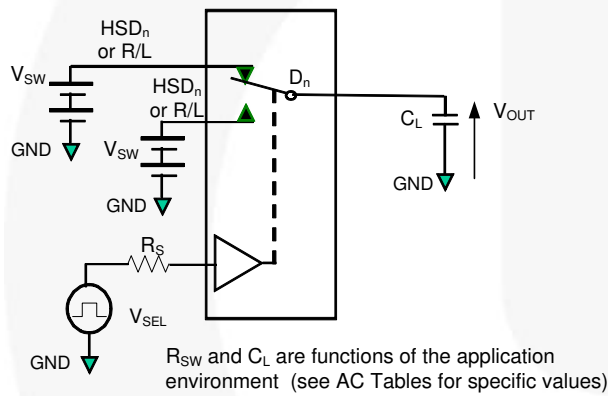 HSDn
or R/L
VSW
HSDn
or R/L
Dn
CL
VOUT
GND
VSW
GND
GND
RS
VSEL
GND
RSW and CL are functions of the application
environment (see AC Tables for specific values)